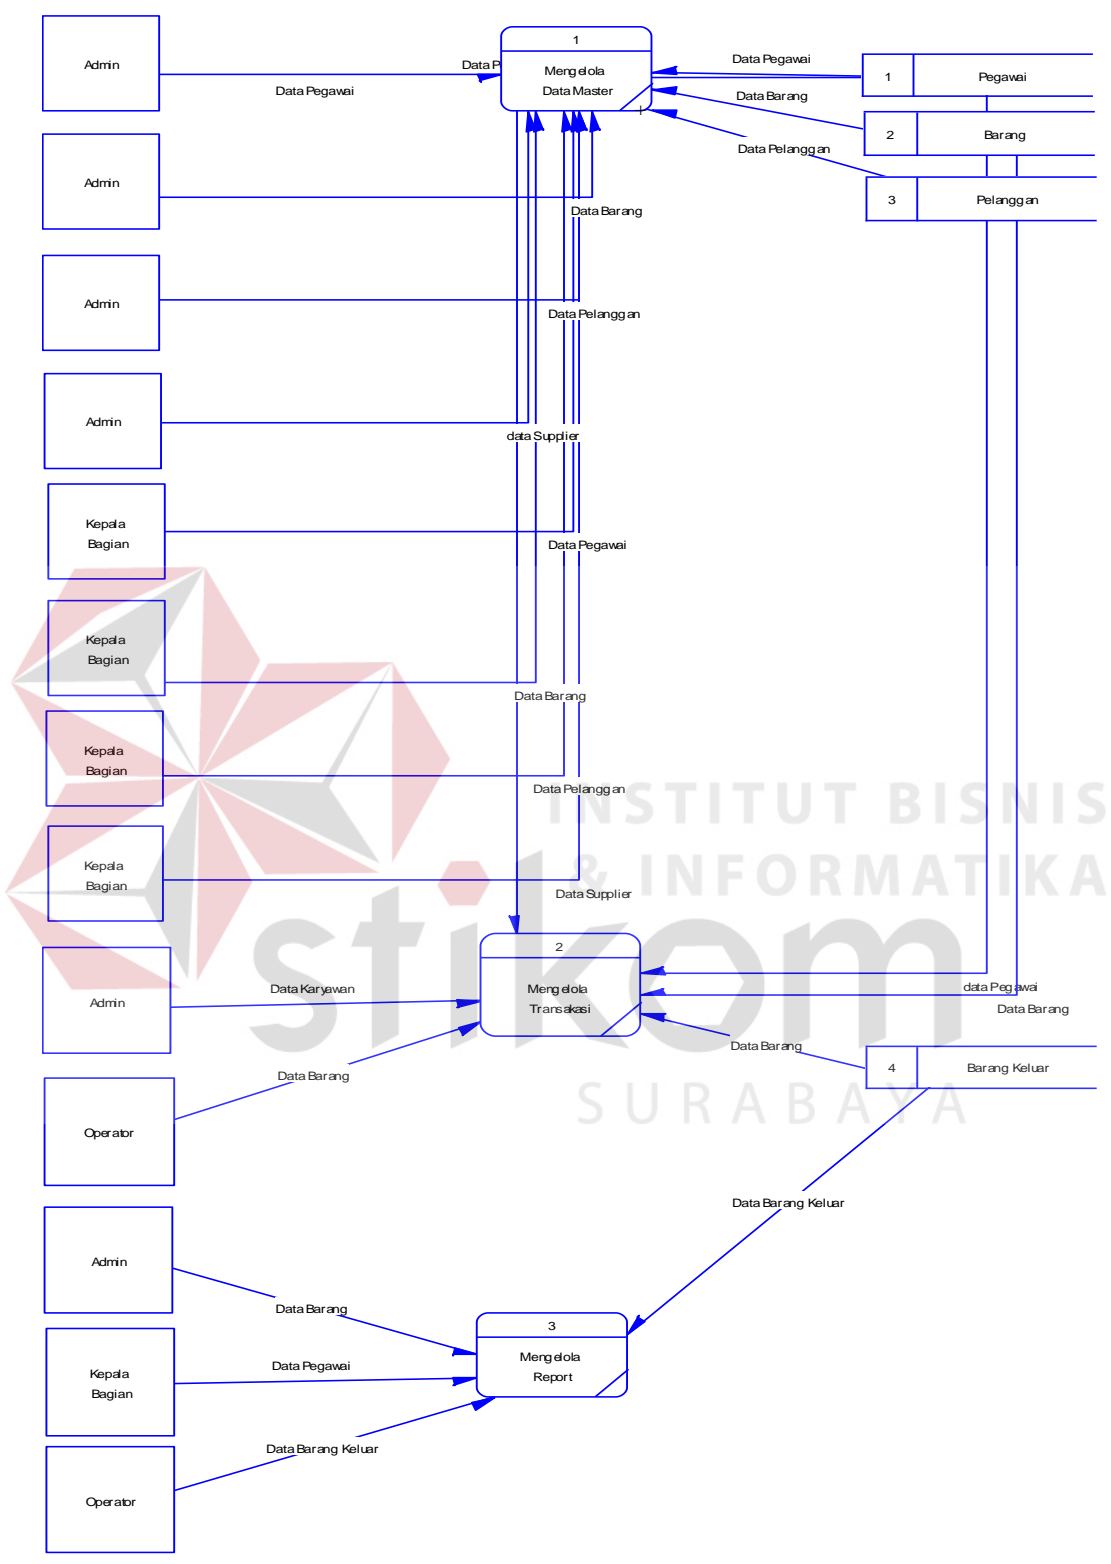 Admin
Data Pegawai
Data P
1
Mengelola
Data Master
Data Pegawai
1
Pegawai
Data Barang
2
Barang
Data Pelanggan
3
Pelanggan
Admin
Data Barang
Admin
Data Pelanggan
Admin
data Supplier
Kepala
Bagian
Data Pegawai
Kepala
Bagian
Data Barang
Kepala
Bagian
Data Pelanggan
INSTITUT BISNIS
& INFORMATIKA
Kepala
Bagian
Data Supplier
stikom
SURABAYA
2
Mengelola
Transakasi
Admin
Data Karyawan
data Pegawai
Data Barang
Data Barang
4
Barang Keluar
Data Barang
Operator
Data Barang Keluar
Admin
Data Barang
3
Mengelola
Report
Kepala
Bagian
Data Pegawai
Data Barang Keluar
Operator